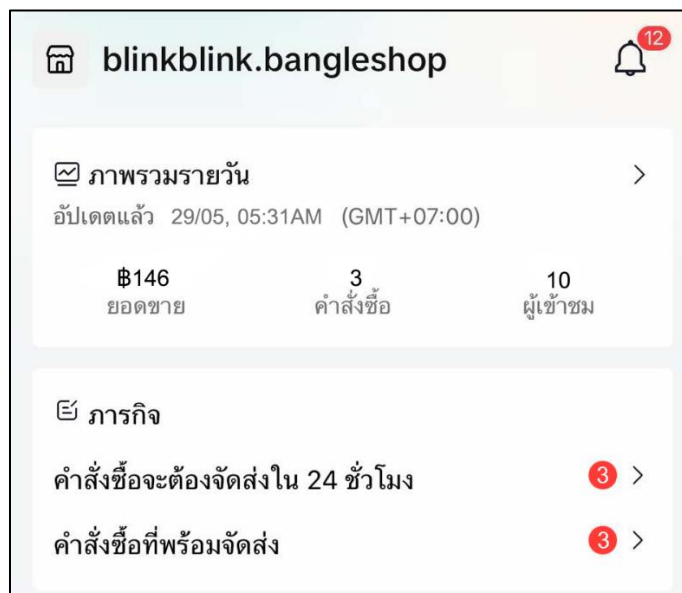 blinkblink.bangleshop 12
ภาพรวมรายวัน
อัปเดตแล้ว 29/05, 05:31AM (GMT+07:00)
฿146 3 10
ยอดขาย คำสั่งซื้อ ผู้เข้าชม
ภารกิจ
คำสั่งซื้อจะต้องจัดส่งใน 24 ชั่วโมง 3
คำสั่งซื้อที่พร้อมจัดส่ง 3